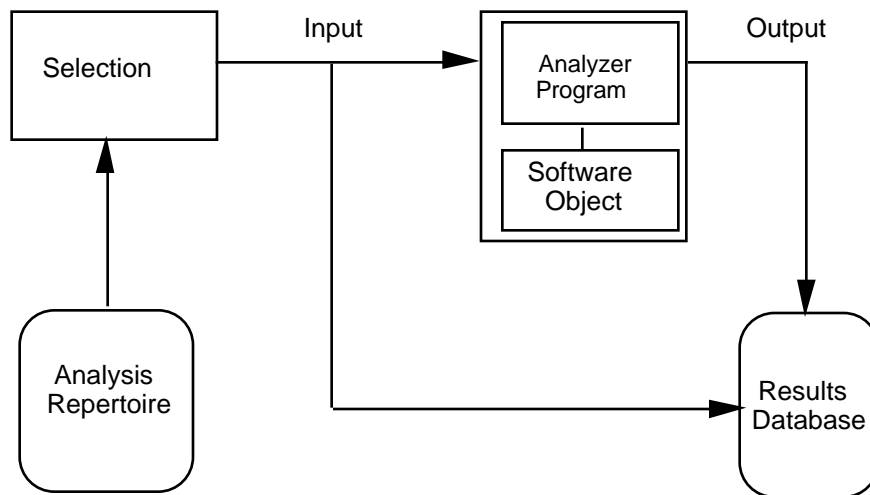 Input
Output
Selection
Analyzer
Program
Software
Object
Analysis
Repertoire
Results
Database